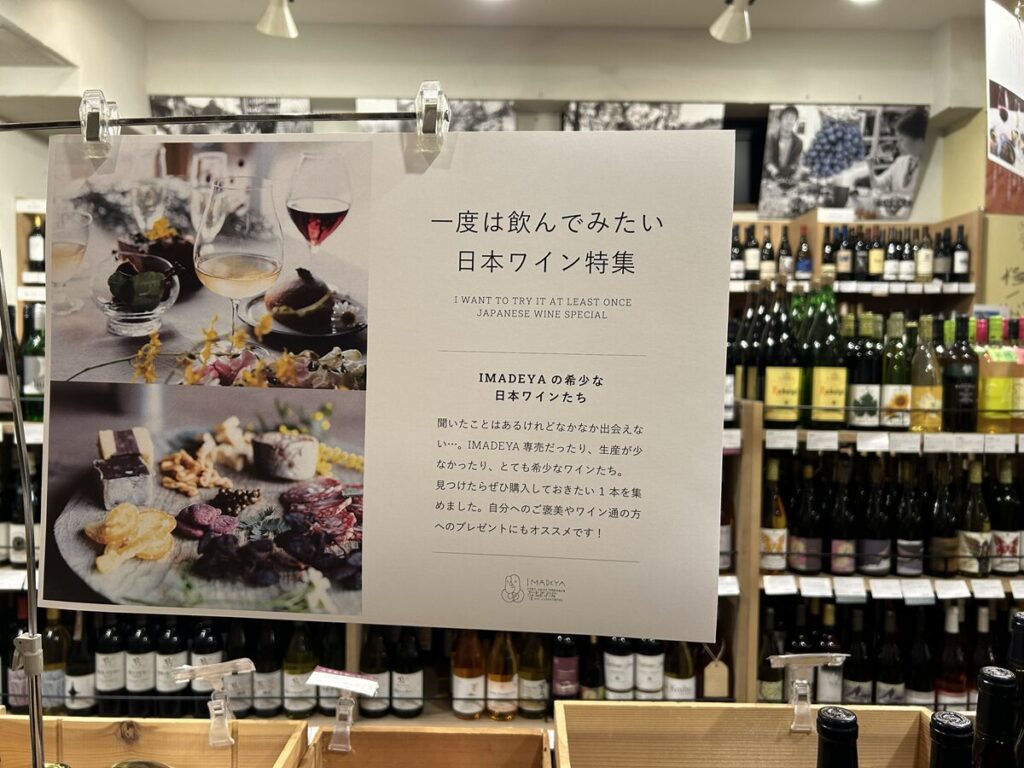 一度は飲んでみたい
日本ワイン特集
I WANT TO TRY IT AT LEAST ONCE
JAPANESE WINE SPECIAL
IMADEYA の希少な
日本ワインたち
聞いたことはあるけれどなかなか出会えな
い…。IMADEYA 専売だったり、生産が少
なかったり、とても希少なワインたち。
見つけたらぜひ購入しておきたい 1 本を集
めました。自分へのご褒美やワイン通の方
へのプレゼントにもオススメです！
IMADEYA